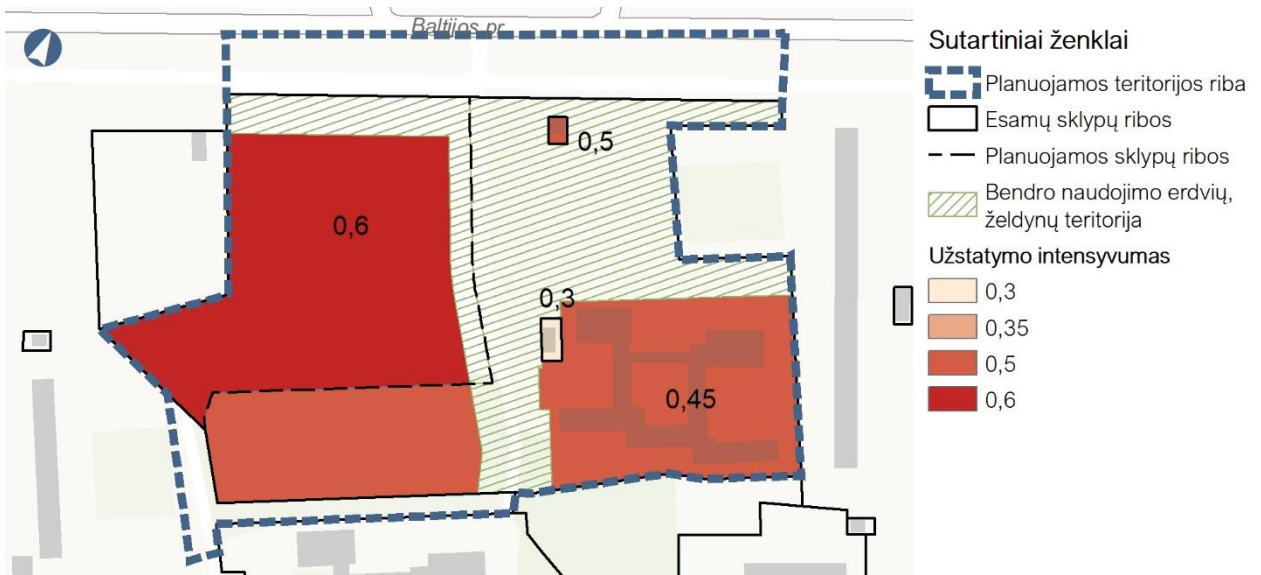 Baltijos pr.
0,5
0,6
0,3
0,45
Sutartiniai ženklai
Planuojamos teritorijos riba
Esamų sklypų ribos
Planuojamos sklypų ribos
Bendro naudojimo erdvių,
želdynų teritorija
Užstatymo intensyvumas
0,3
0,35
0,5
0,6